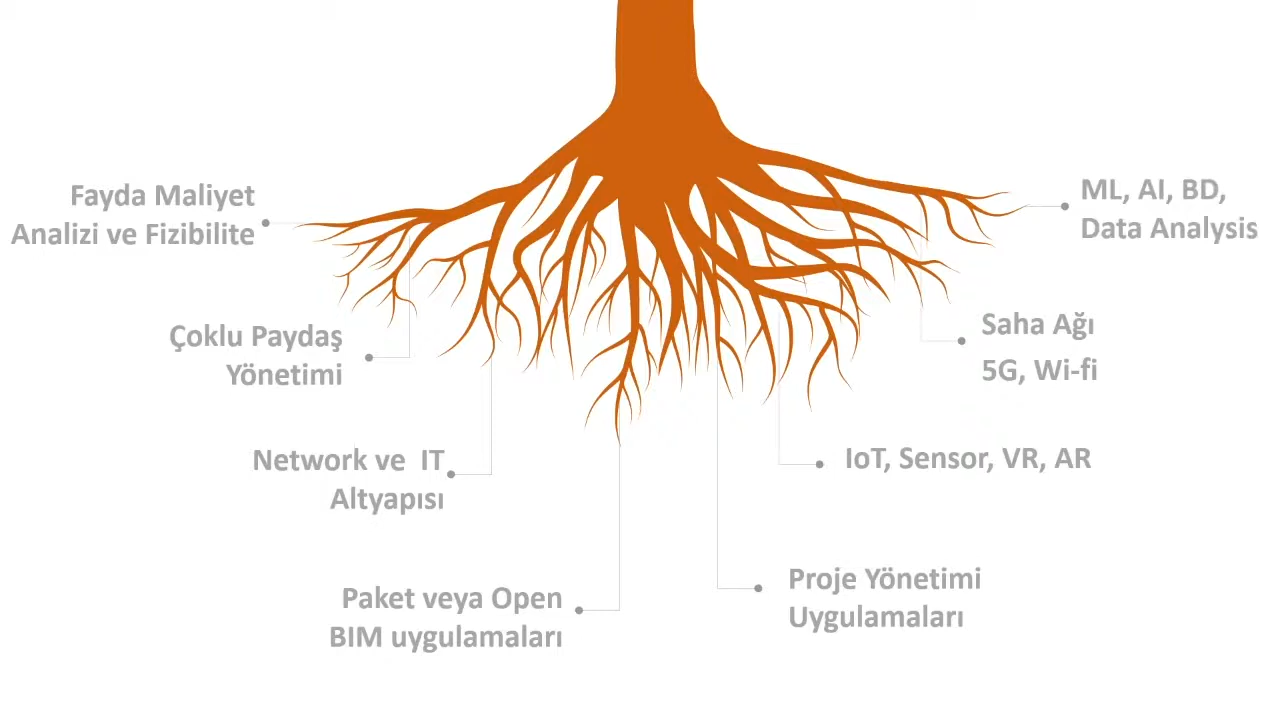 Fayda Maliyet
Analizi ve Fizibilite
Çoklu Paydaş
Yönetimi
Network ve  IT
Altyapısı
Paket veya Open
BIM uygulamaları
ML, AI, BD,
Data Analysis
Saha Ağı
5G, Wi-fi
IoT, Sensor, VR, AR
Proje Yönetimi
Uygulamaları